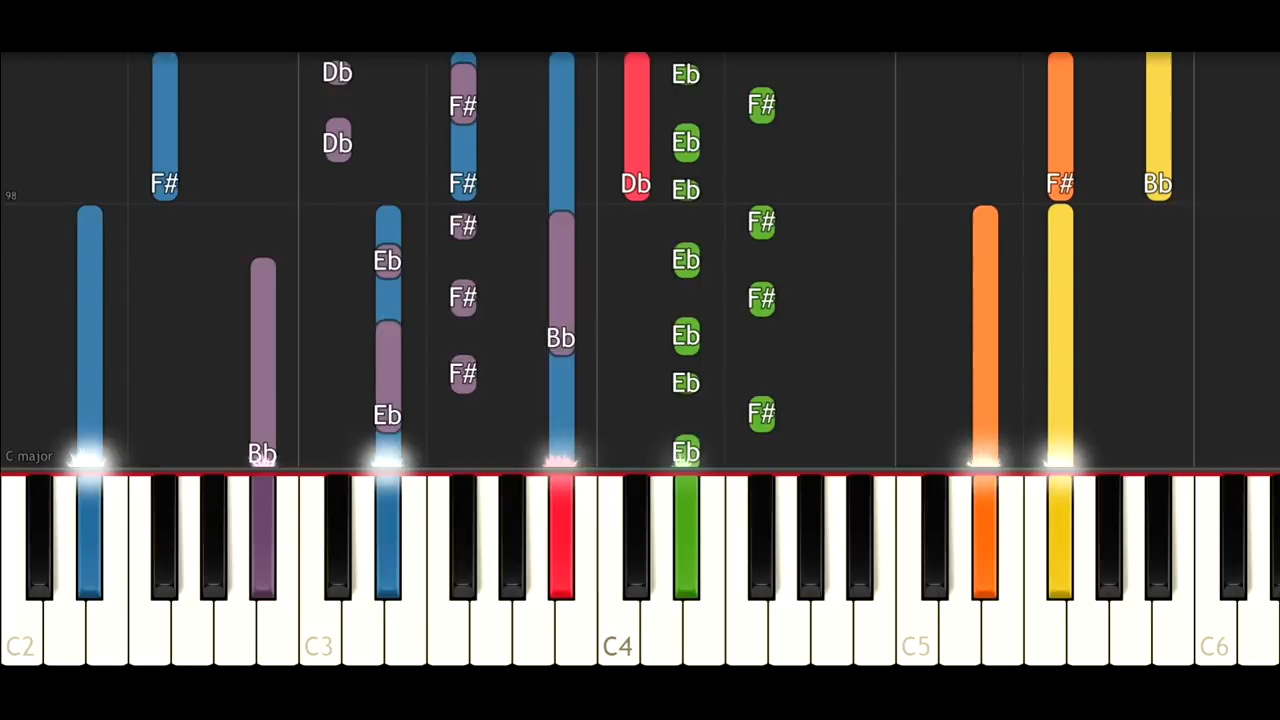 Db Eb
F# F#
Db Eb
F# F# Db Eb F# Bb
98
F# F#
Eb Eb
F# F#
Bb Eb
F# Eb
Eb F#
Bb Eb
C major
C2 C3 C4 C5 C6